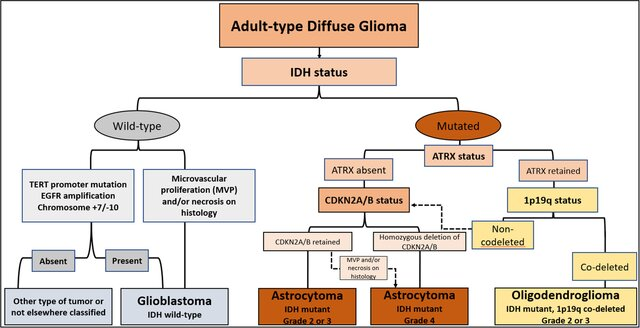 Adult-type Diffuse Glioma
IDH status
Wild-type
Mutated
ATRX status
TERT promoter mutation
EGFR amplification
Chromosome +7/-10
Microvascular
proliferation (MVP)
and/or necrosis on
histology
ATRX absent
ATRX retained
CDKN2A/B status
1p19q status
Non-
codeleted
CDKN2A/B retained
Homozygous deletion of
CDKN2A/B
MVP and/or
necrosis on
histology
Absent
Present
Co-deleted
Other type of tumor or
not elsewhere classified
Glioblastoma
IDH wild-type
Astrocytoma
IDH mutant
Grade 2 or 3
Astrocytoma
IDH mutant
Grade 4
Oligodendroglioma
IDH mutant, 1p19q co-deleted
Grade 2 or 3